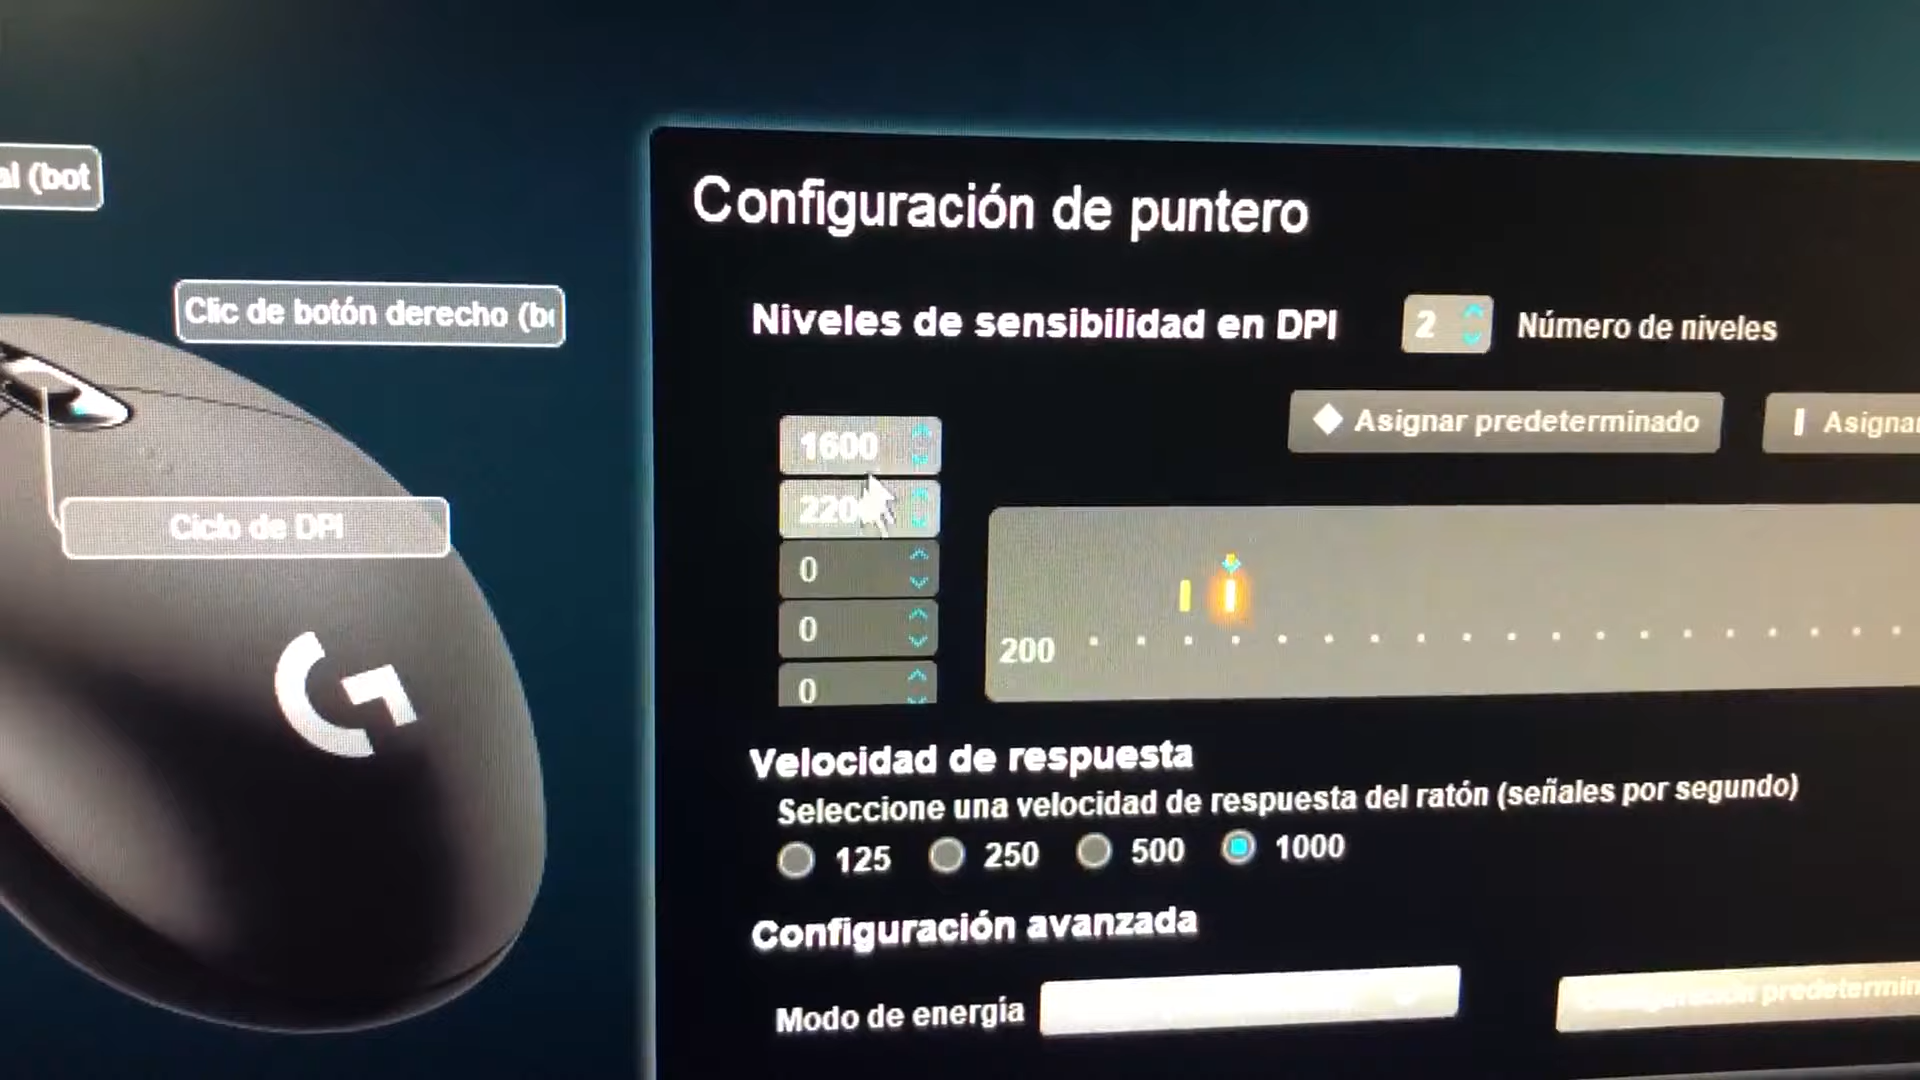 al (bot
Configuración de puntero
Clic de botón derecho (b
Niveles de sensibilidad en DPI
2
Número de niveles
Asignar predeterminado
Asigna
1600
220
Ciclo de DPI
0
0
0
200
Velocidad de respuesta
Seleccione una velocidad de respuesta del ratón (señales por segundo)
125 250 500 1000
Configuración avanzada
Modo de energía
predetermin